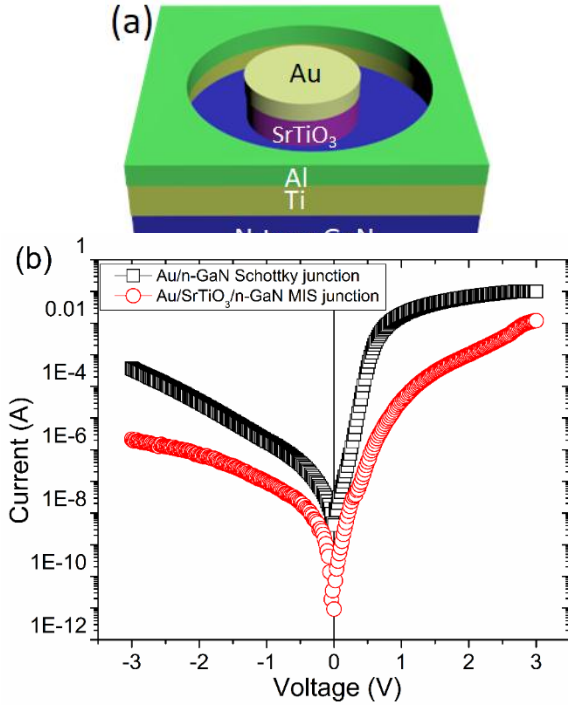 (a)
Au
SrTiO₃
Al
Ti
(b)
Au/n-GaN Schottky junction
Au/SrTiO₃/n-GaN MIS junction
1
0.01
1E-4
1E-6
1E-8
1E-10
1E-12
Current (A)
-3 -2 -1 0 1 2 3
Voltage (V)